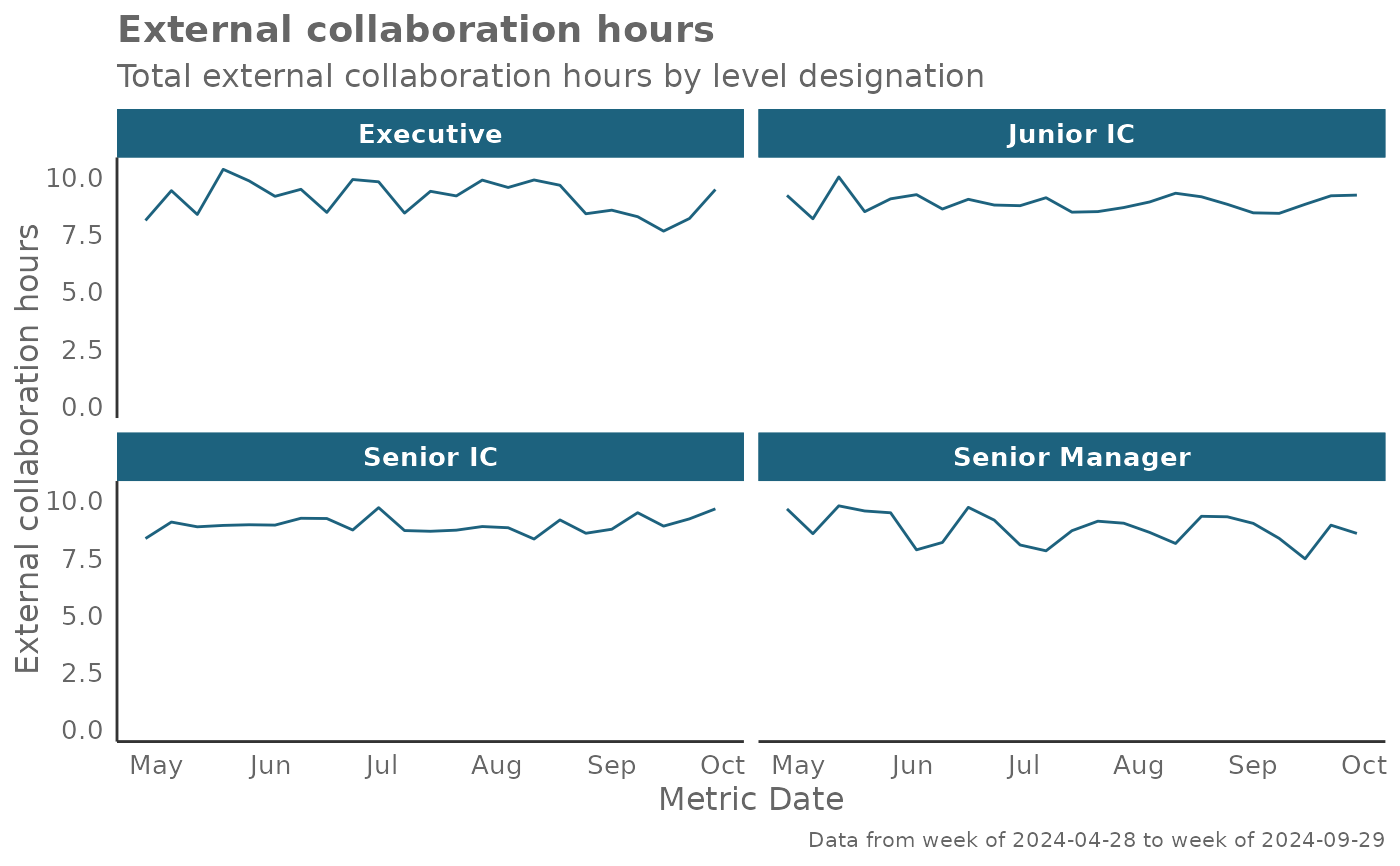 External collaboration hours
Total external collaboration hours by level designation
Executive
Junior IC
10.0
7.5
5.0
2.5
0.0
Senior IC
Senior Manager
10.0
7.5
5.0
2.5
0.0
External collaboration hours
May Jun Jul Aug Sep Oct
May Jun Jul Aug Sep Oct
Metric Date
Data from week of 2024-04-28 to week of 2024-09-29